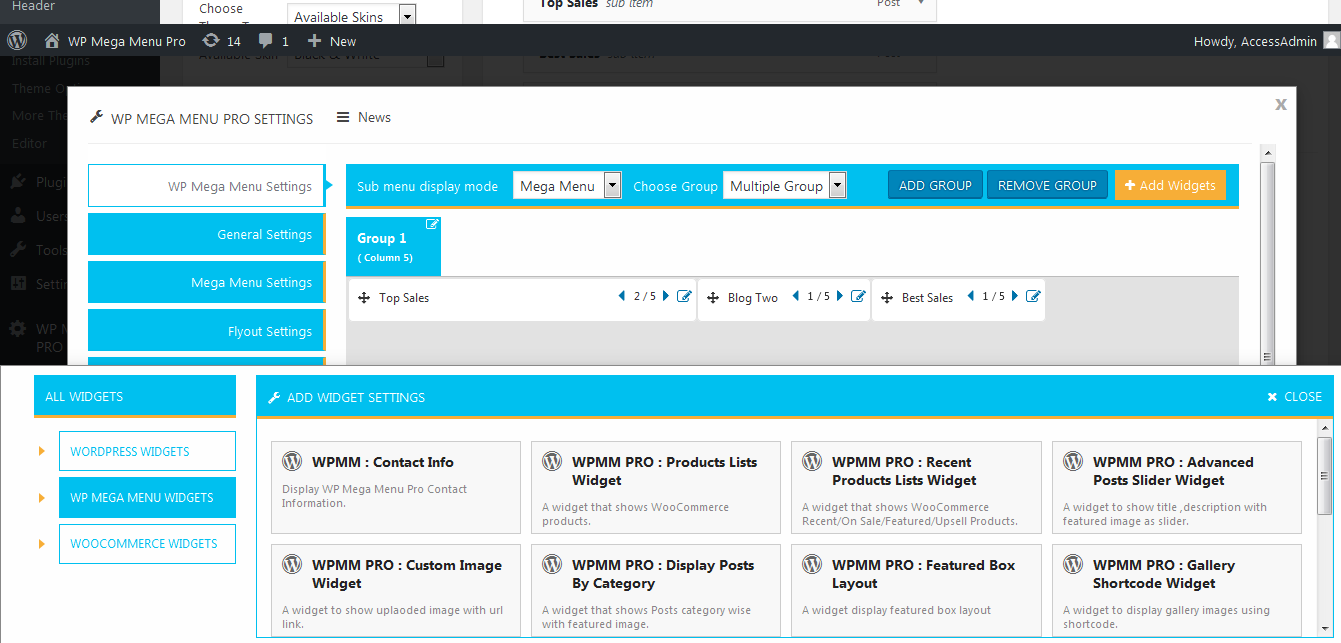 Header
Choose
Available Skins
Top Sales sub item
Post
WP Mega Menu Pro
14
1
New
Howdy, AccessAdmin
Install Plugins
Available Skin
Black & White
Best Sales sub item
Theme
More The
Editor
Plugi
Users
Tools
Settin
WP M
PRO
WP MEGA MENU PRO SETTINGS
News
X
WP Mega Menu Settings
General Settings
Mega Menu Settings
Flyout Settings
Sub menu display mode
Mega Menu
Choose Group
Multiple Group
ADD GROUP
REMOVE GROUP
Add Widgets
Group 1
( Column 5)
Top Sales
2 / 5
Blog Two
1 / 5
Best Sales
1 / 5
ALL WIDGETS
WORDPRESS WIDGETS
WP MEGA MENU WIDGETS
WOOCOMMERCE WIDGETS
ADD WIDGET SETTINGS
CLOSE
WPMM : Contact Info
Display WP Mega Menu Pro Contact
Information.
WPMM PRO : Products Lists
Widget
A widget that shows WooCommerce
products.
WPMM PRO : Recent
Products Lists Widget
A widget that shows WooCommerce
Recent/On Sale/Featured/Upsell Products.
WPMM PRO : Advanced
Posts Slider Widget
A widget to show title ,description with
featured image as slider.
WPMM PRO : Custom Image
Widget
A widget to show uplaoded image with url
link.
WPMM PRO : Display Posts
By Category
A widget that shows Posts category wise
with featured image.
WPMM PRO : Featured Box
Layout
A widget display featured box layout
WPMM PRO : Gallery
Shortcode Widget
A widget to display gallery images using
shortcode.